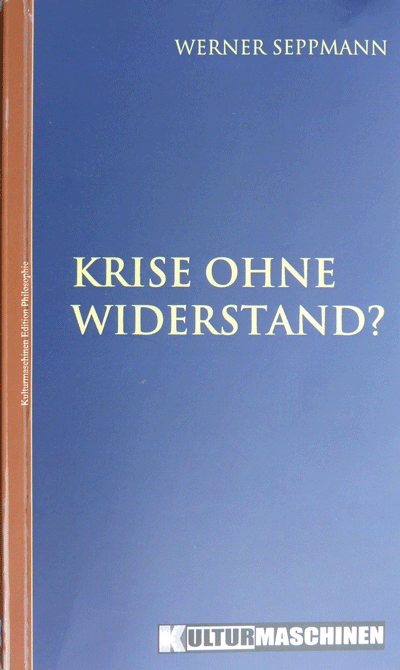 WERNER SEPPMANN
KRISE OHNE
WIDERSTAND?
Kulturmaschinen Edition Philosophie
KULTURMASCHINEN